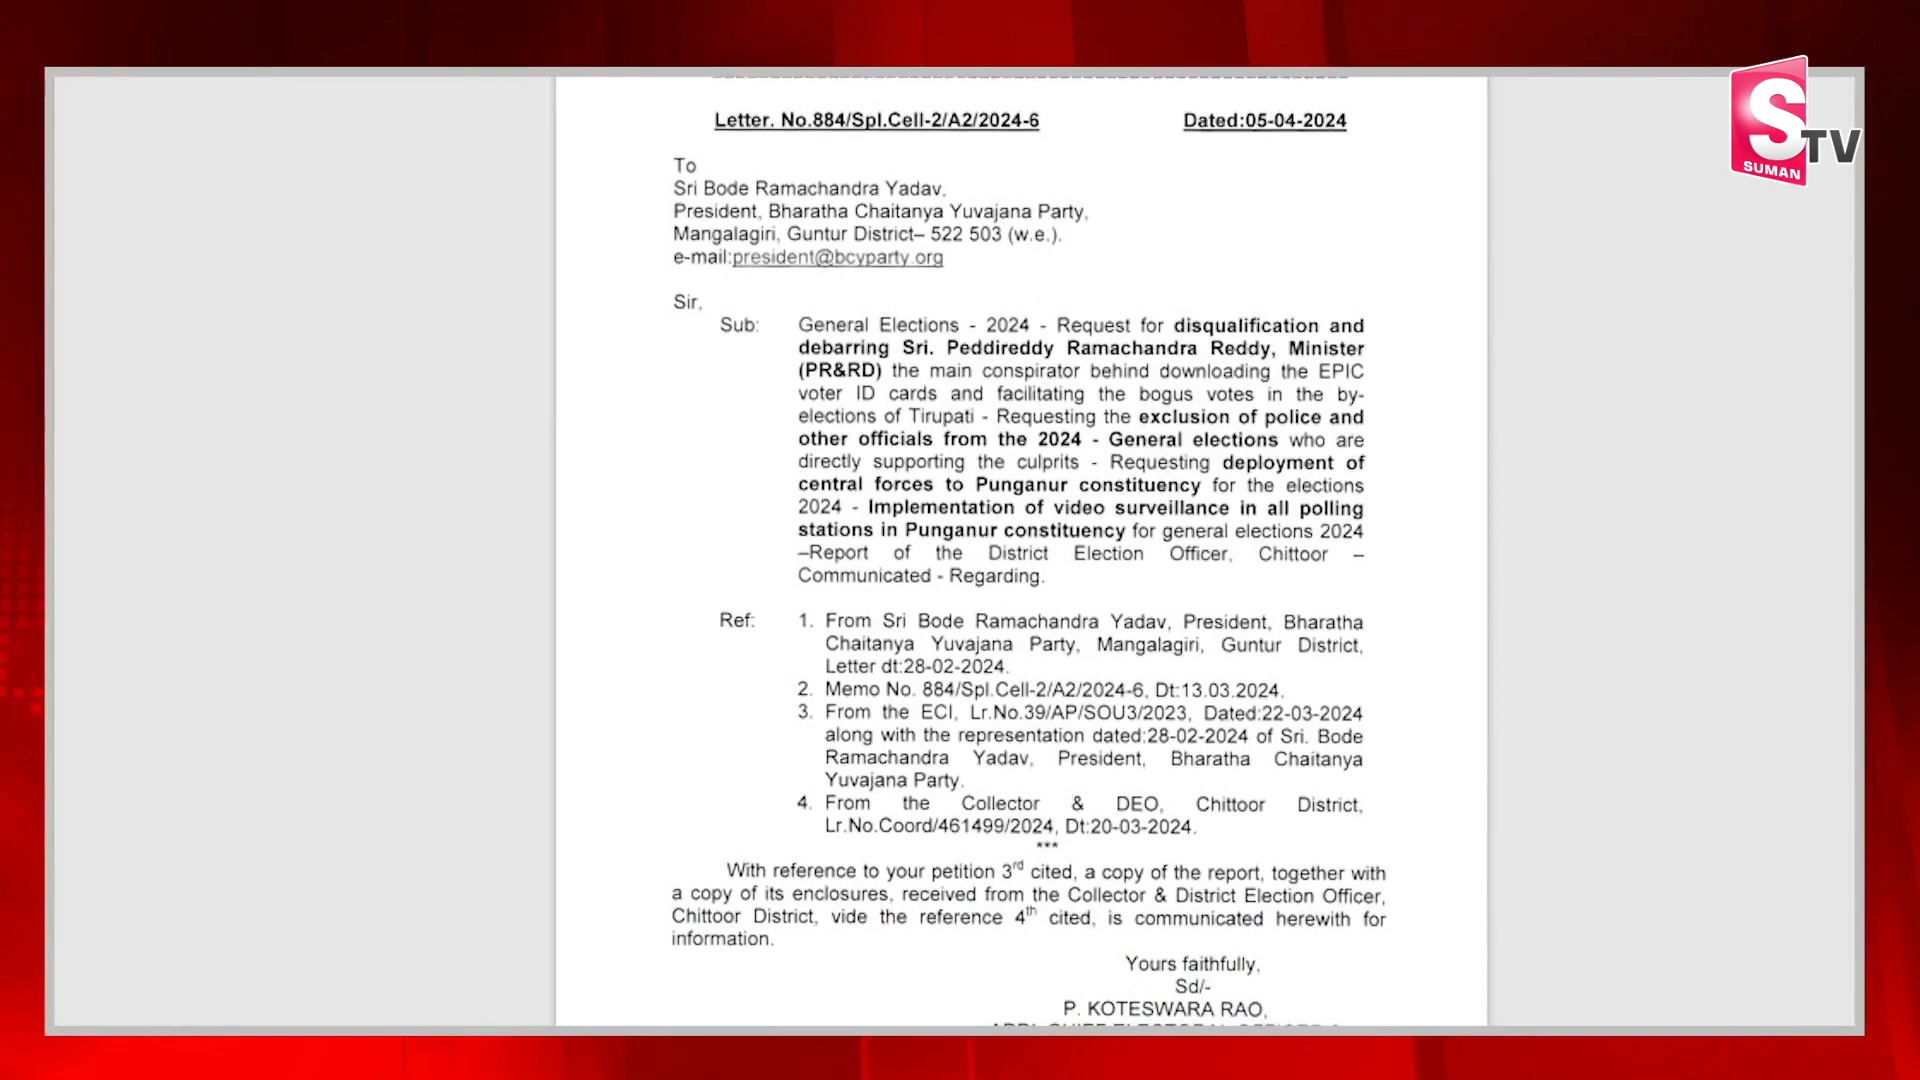 Letter. No.884/Spl.Cell-2/A2/2024-6 Dated:05-04-2024
To
Sri Bode Ramachandra Yadav,
President, Bharatha Chaitanya Yuvajana Party,
Mangalagiri, Guntur District– 522 503 (w.e.).
e-mail:president@bcyparty.org
Sir,
Sub: General Elections - 2024 - Request for disqualification and
debarring Sri. Peddireddy Ramachandra Reddy, Minister
(PR&RD) the main conspirator behind downloading the EPIC
voter ID cards and facilitating the bogus votes in the by-
elections of Tirupati - Requesting the exclusion of police and
other officials from the 2024 - General elections who are
directly supporting the culprits - Requesting deployment of
central forces to Punganur constituency for the elections
2024 - Implementation of video surveillance in all polling
stations in Punganur constituency for general elections 2024
–Report of the District Election Officer, Chittoor –
Communicated - Regarding.
Ref: 1. From Sri Bode Ramachandra Yadav, President, Bharatha
Chaitanya Yuvajana Party, Mangalagiri, Guntur District,
Letter dt:28-02-2024.
2. Memo No. 884/Spl.Cell-2/A2/2024-6, Dt:13.03.2024.
3. From the ECI, Lr.No.39/AP/SOU3/2023, Dated:22-03-2024
along with the representation dated:28-02-2024 of Sri. Bode
Ramachandra Yadav, President, Bharatha Chaitanya
Yuvajana Party.
4. From the Collector & DEO, Chittoor District,
Lr.No.Coord/461499/2024, Dt:20-03-2024.
***
With reference to your petition 3rd cited, a copy of the report, together with
a copy of its enclosures, received from the Collector & District Election Officer,
Chittoor District, vide the reference 4th cited, is communicated herewith for
information.
Yours faithfully,
Sd/-
P. KOTESWARA RAO,
S TV
SUMAN